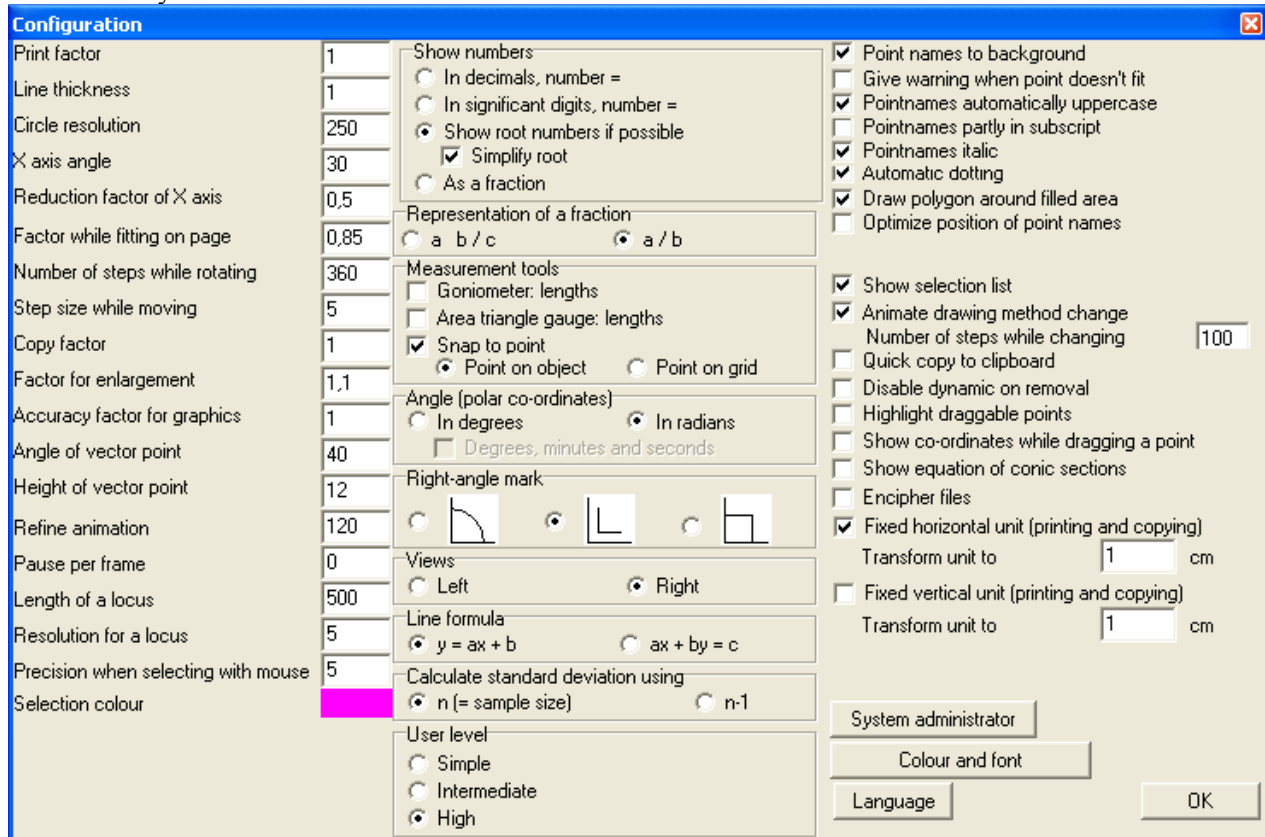 Configuration
Print factor 1
Line thickness 1
Circle resolution 250
X axis angle 30
Reduction factor of X axis 0,5
Factor while fitting on page 0,85
Number of steps while rotating 360
Step size while moving 5
Copy factor 1
Factor for enlargement 1,1
Accuracy factor for graphics 1
Angle of vector point 40
Height of vector point 12
Refine animation 120
Pause per frame 0
Length of a locus 500
Resolution for a locus 5
Precision when selecting with mouse 5
Selection colour
Show numbers
In decimals, number =
In significant digits, number =
Show root numbers if possible
Simplify root
As a fraction
Representation of a fraction
a b / c a / b
Measurement tools
Goniometer: lengths
Area triangle gauge: lengths
Snap to point
Point on object Point on grid
Angle (polar co-ordinates)
In degrees In radians
Degrees, minutes and seconds
Right-angle mark
Views
Left Right
Line formula
y = ax + b ax + by = c
Calculate standard deviation using
n (= sample size) n-1
User level
Simple
Intermediate
High
Point names to background
Give warning when point doesn't fit
Pointnames automatically uppercase
Pointnames partly in subscript
Pointnames italic
Automatic dotting
Draw polygon around filled area
Optimize position of point names
Show selection list
Animate drawing method change
Number of steps while changing 100
Quick copy to clipboard
Disable dynamic on removal
Highlight draggable points
Show co-ordinates while dragging a point
Show equation of conic sections
Encipher files
Fixed horizontal unit (printing and copying)
Transform unit to 1 cm
Fixed vertical unit (printing and copying)
Transform unit to 1 cm
System administrator
Colour and font
Language OK